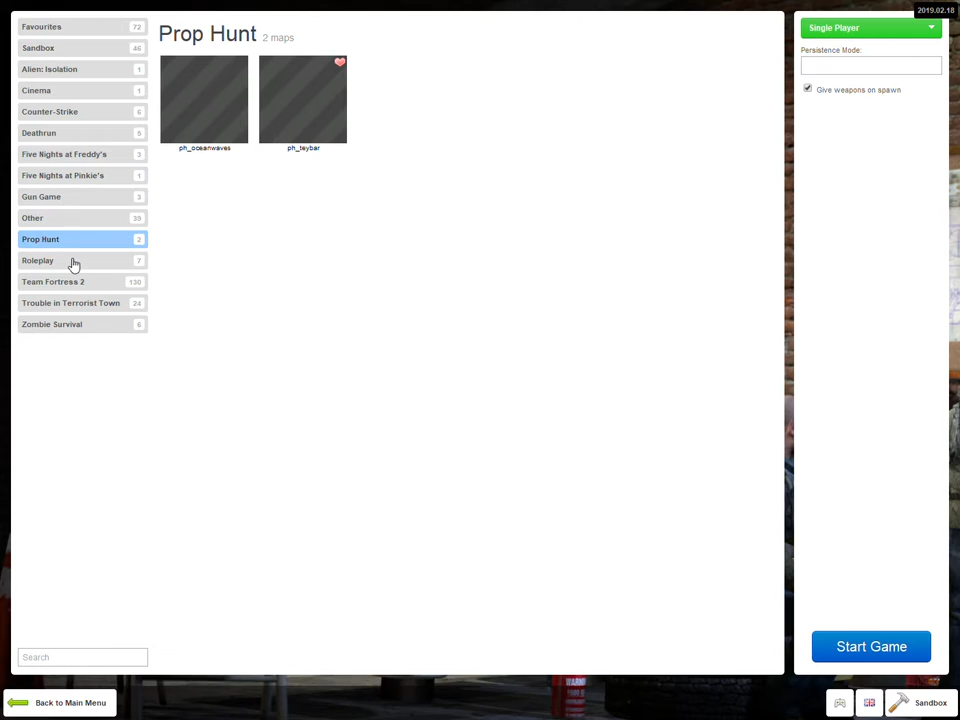 2019.02.18
Favourites 72
Sandbox 46
Alien: Isolation 1
Cinema 1
Counter-Strike 6
Deathrun 5
Five Nights at Freddy's 3
Five Nights at Pinkie's 1
Gun Game 3
Other 39
Prop Hunt 2
Roleplay 7
Team Fortress 2 130
Trouble in Terrorist Town 24
Zombie Survival 6
Search
Prop Hunt 2 maps
ph_oceanwaves
ph_teybar
Single Player
Persistence Mode:
Give weapons on spawn
Start Game
Back to Main Menu
Sandbox